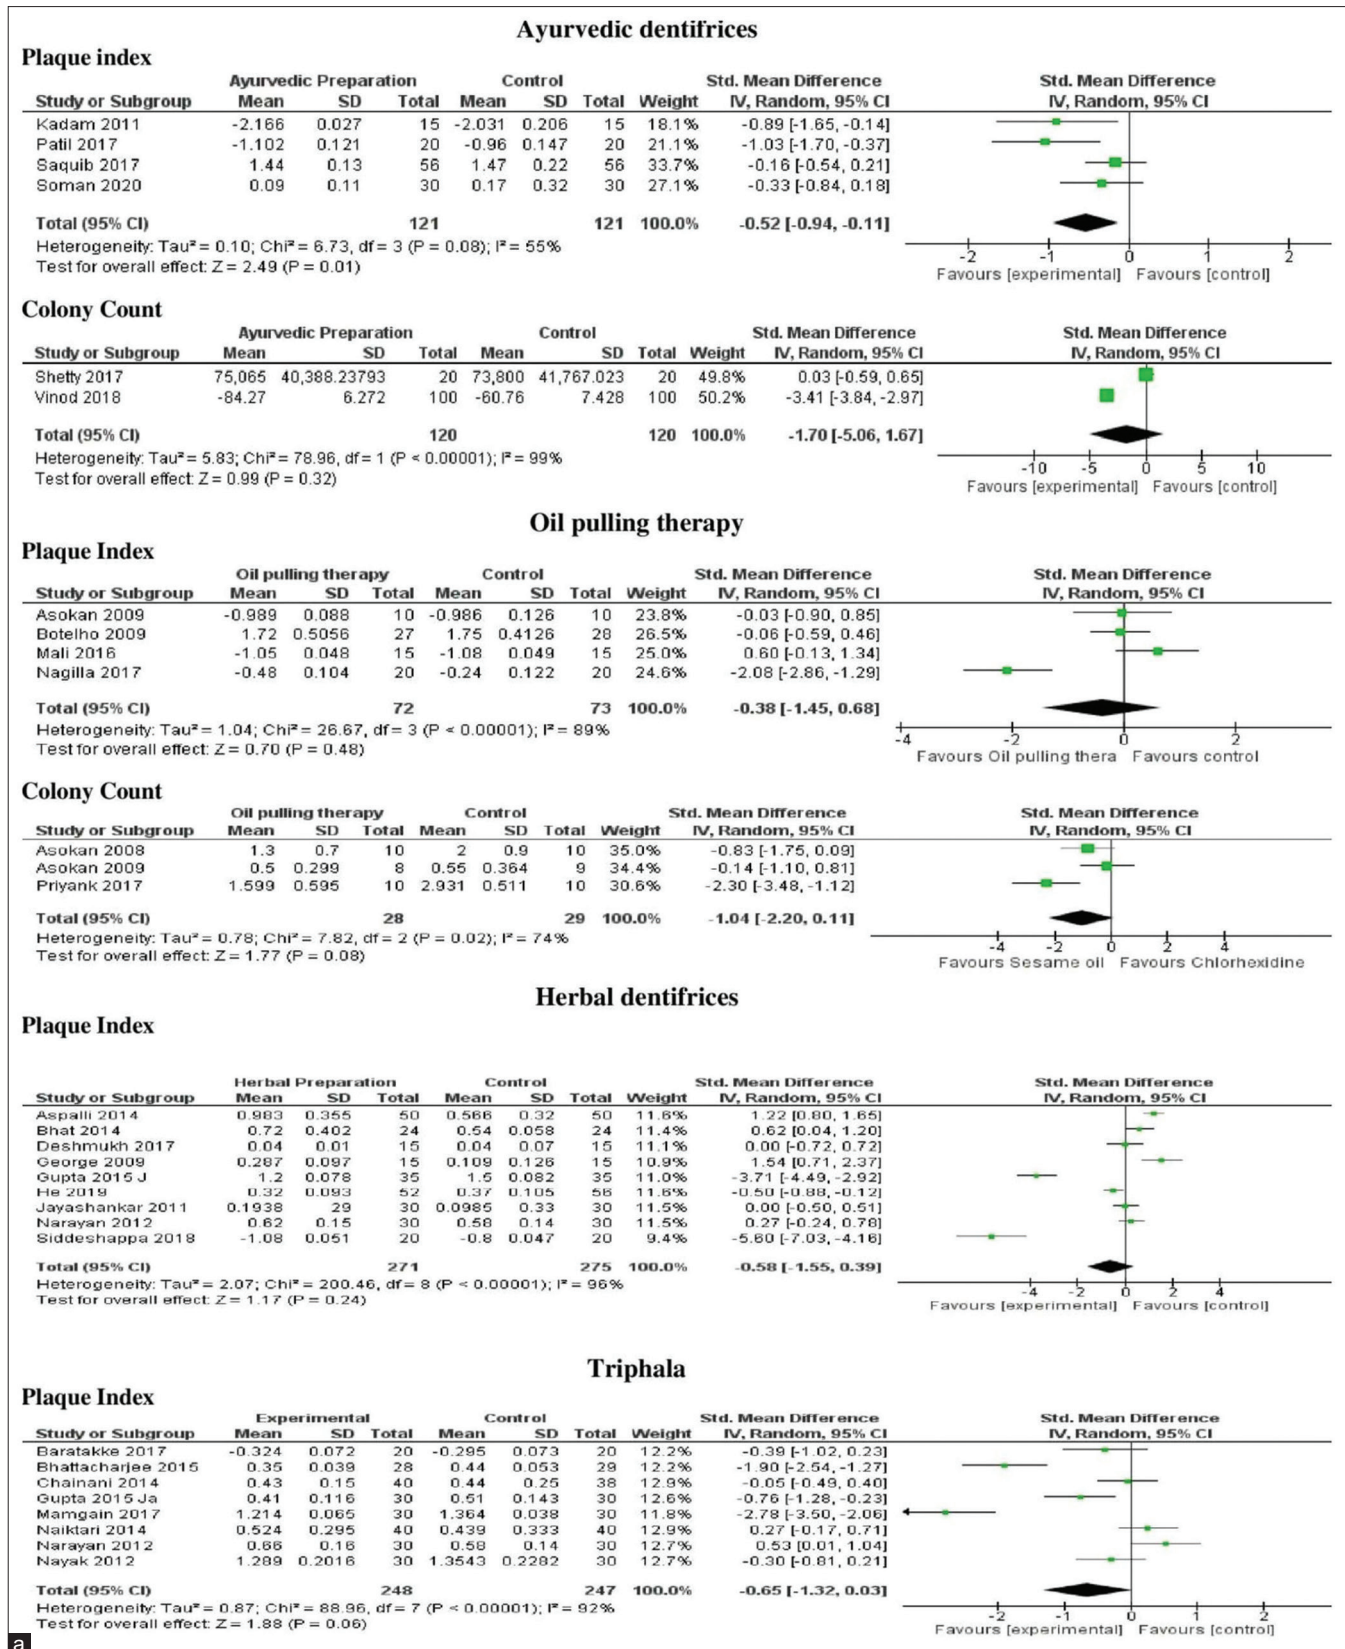 Ayurvedic dentifrices
Plaque index
Ayurvedic Preparation Control Std. Mean Difference Std. Mean Difference
Study or Subgroup Mean SD Total Mean SD Total Weight IV, Random, 95% CI IV, Random, 95% CI
Kadam 2011 -2.166 0.027 15 -2.031 0.206 15 18.1% -0.89 [-1.65, -0.14]
Patil 2017 -1.102 0.121 20 -0.96 0.147 20 21.1% -1.03 [-1.70, -0.37]
Saquib 2017 1.44 0.13 56 1.47 0.22 56 33.7% -0.16 [-0.54, 0.21]
Soman 2020 0.09 0.11 30 0.17 0.32 30 27.1% -0.33 [-0.84, 0.18]
Total (95% CI) 121 121 100.0% -0.52 [-0.94, -0.11]
Heterogeneity: Tau² = 0.10; Chi² = 6.73, df = 3 (P = 0.08); I² = 55%
Test for overall effect: Z = 2.49 (P = 0.01)
-2 -1 0 1 2
Favours [experimental] Favours [control]
Colony Count
Ayurvedic Preparation Control Std. Mean Difference Std. Mean Difference
Study or Subgroup Mean SD Total Mean SD Total Weight IV, Random, 95% CI IV, Random, 95% CI
Shetty 2017 75,065 40,388.23793 20 73,800 41,767.023 20 49.8% 0.03 [-0.59, 0.65]
Vinod 2018 -84.27 6.272 100 -60.76 7.428 100 50.2% -3.41 [-3.84, -2.97]
Total (95% CI) 120 120 100.0% -1.70 [-5.06, 1.67]
Heterogeneity: Tau² = 5.83; Chi² = 78.96, df = 1 (P < 0.00001); I² = 99%
Test for overall effect: Z = 0.99 (P = 0.32)
-10 -5 0 5 10
Favours [experimental] Favours [control]
Oil pulling therapy
Plaque Index
Oil pulling therapy Control Std. Mean Difference Std. Mean Difference
Study or Subgroup Mean SD Total Mean SD Total Weight IV, Random, 95% CI IV, Random, 95% CI
Asokan 2009 -0.989 0.088 10 -0.986 0.126 10 23.8% -0.03 [-0.90, 0.85]
Botelho 2009 1.72 0.5056 27 1.75 0.4126 28 26.5% -0.06 [-0.59, 0.46]
Mali 2016 -1.05 0.048 15 -1.08 0.049 15 25.0% 0.60 [-0.13, 1.34]
Nagilla 2017 -0.48 0.104 20 -0.24 0.122 20 24.6% -2.08 [-2.86, -1.29]
Total (95% CI) 72 73 100.0% -0.38 [-1.45, 0.68]
Heterogeneity: Tau² = 1.04; Chi² = 26.67, df = 3 (P < 0.00001); I² = 89%
Test for overall effect: Z = 0.70 (P = 0.48)
-4 -2 0 2
Favours Oil pulling thera Favours control
Colony Count
Oil pulling therapy Control Std. Mean Difference Std. Mean Difference
Study or Subgroup Mean SD Total Mean SD Total Weight IV, Random, 95% CI IV, Random, 95% CI
Asokan 2008 1.3 0.7 10 2 0.9 10 35.0% -0.83 [-1.75, 0.09]
Asokan 2009 0.5 0.299 8 0.55 0.364 9 34.4% -0.14 [-1.10, 0.81]
Priyank 2017 1.599 0.595 10 2.931 0.511 10 30.6% -2.30 [-3.48, -1.12]
Total (95% CI) 28 29 100.0% -1.04 [-2.20, 0.11]
Heterogeneity: Tau² = 0.78; Chi² = 7.82, df = 2 (P = 0.02); I² = 74%
Test for overall effect: Z = 1.77 (P = 0.08)
-4 -2 0 2 4
Favours Sesame oil Favours Chlorhexidine
Herbal dentifrices
Plaque Index
Herbal Preparation Control Std. Mean Difference Std. Mean Difference
Study or Subgroup Mean SD Total Mean SD Total Weight IV, Random, 95% CI IV, Random, 95% CI
Aspalli 2014 0.983 0.355 50 0.566 0.32 50 11.6% 1.22 [0.80, 1.65]
Bhat 2014 0.72 0.402 24 0.54 0.058 24 11.4% 0.62 [0.04, 1.20]
Deshmukh 2017 0.04 0.01 15 0.04 0.07 15 11.1% 0.00 [-0.72, 0.72]
George 2009 0.287 0.097 15 0.109 0.126 15 10.9% 1.54 [0.71, 2.37]
Gupta 2015 J 1.2 0.078 35 1.5 0.082 35 11.0% -3.71 [-4.49, -2.92]
He 2019 0.32 0.093 52 0.37 0.105 56 11.6% -0.50 [-0.88, -0.12]
Jayashankar 2011 0.1938 29 30 0.0985 0.33 30 11.5% 0.00 [-0.50, 0.51]
Narayan 2012 0.62 0.15 30 0.58 0.14 30 11.5% 0.27 [-0.24, 0.78]
Siddeshappa 2018 -1.08 0.051 20 -0.8 0.047 20 9.4% -5.60 [-7.03, -4.16]
Total (95% CI) 271 275 100.0% -0.58 [-1.55, 0.39]
Heterogeneity: Tau² = 2.07; Chi² = 200.46, df = 8 (P < 0.00001); I² = 96%
Test for overall effect: Z = 1.17 (P = 0.24)
-4 -2 0 2 4
Favours [experimental] Favours [control]
Triphala
Plaque Index
Experimental Control Std. Mean Difference Std. Mean Difference
Study or Subgroup Mean SD Total Mean SD Total Weight IV, Random, 95% CI IV, Random, 95% CI
Baratakke 2017 -0.324 0.072 20 -0.295 0.073 20 12.2% -0.39 [-1.02, 0.23]
Bhattacharjee 2015 0.35 0.039 28 0.44 0.053 29 12.2% -1.90 [-2.54, -1.27]
Chainani 2014 0.43 0.15 40 0.44 0.25 38 12.9% -0.05 [-0.49, 0.40]
Gupta 2015 Ja 0.41 0.116 30 0.51 0.143 30 12.6% -0.76 [-1.28, -0.23]
Mamgain 2017 1.214 0.065 30 1.364 0.038 30 11.8% -2.78 [-3.50, -2.06]
Naiktari 2014 0.524 0.295 40 0.439 0.333 40 12.9% 0.27 [-0.17, 0.71]
Narayan 2012 0.66 0.16 30 0.58 0.14 30 12.7% 0.53 [0.01, 1.04]
Nayak 2012 1.289 0.2016 30 1.3543 0.2282 30 12.7% -0.30 [-0.81, 0.21]
Total (95% CI) 248 247 100.0% -0.65 [-1.32, 0.03]
Heterogeneity: Tau² = 0.87; Chi² = 88.96, df = 7 (P < 0.00001); I² = 92%
Test for overall effect: Z = 1.88 (P = 0.06)
-2 -1 0 1 2
Favours [experimental] Favours [control]
a